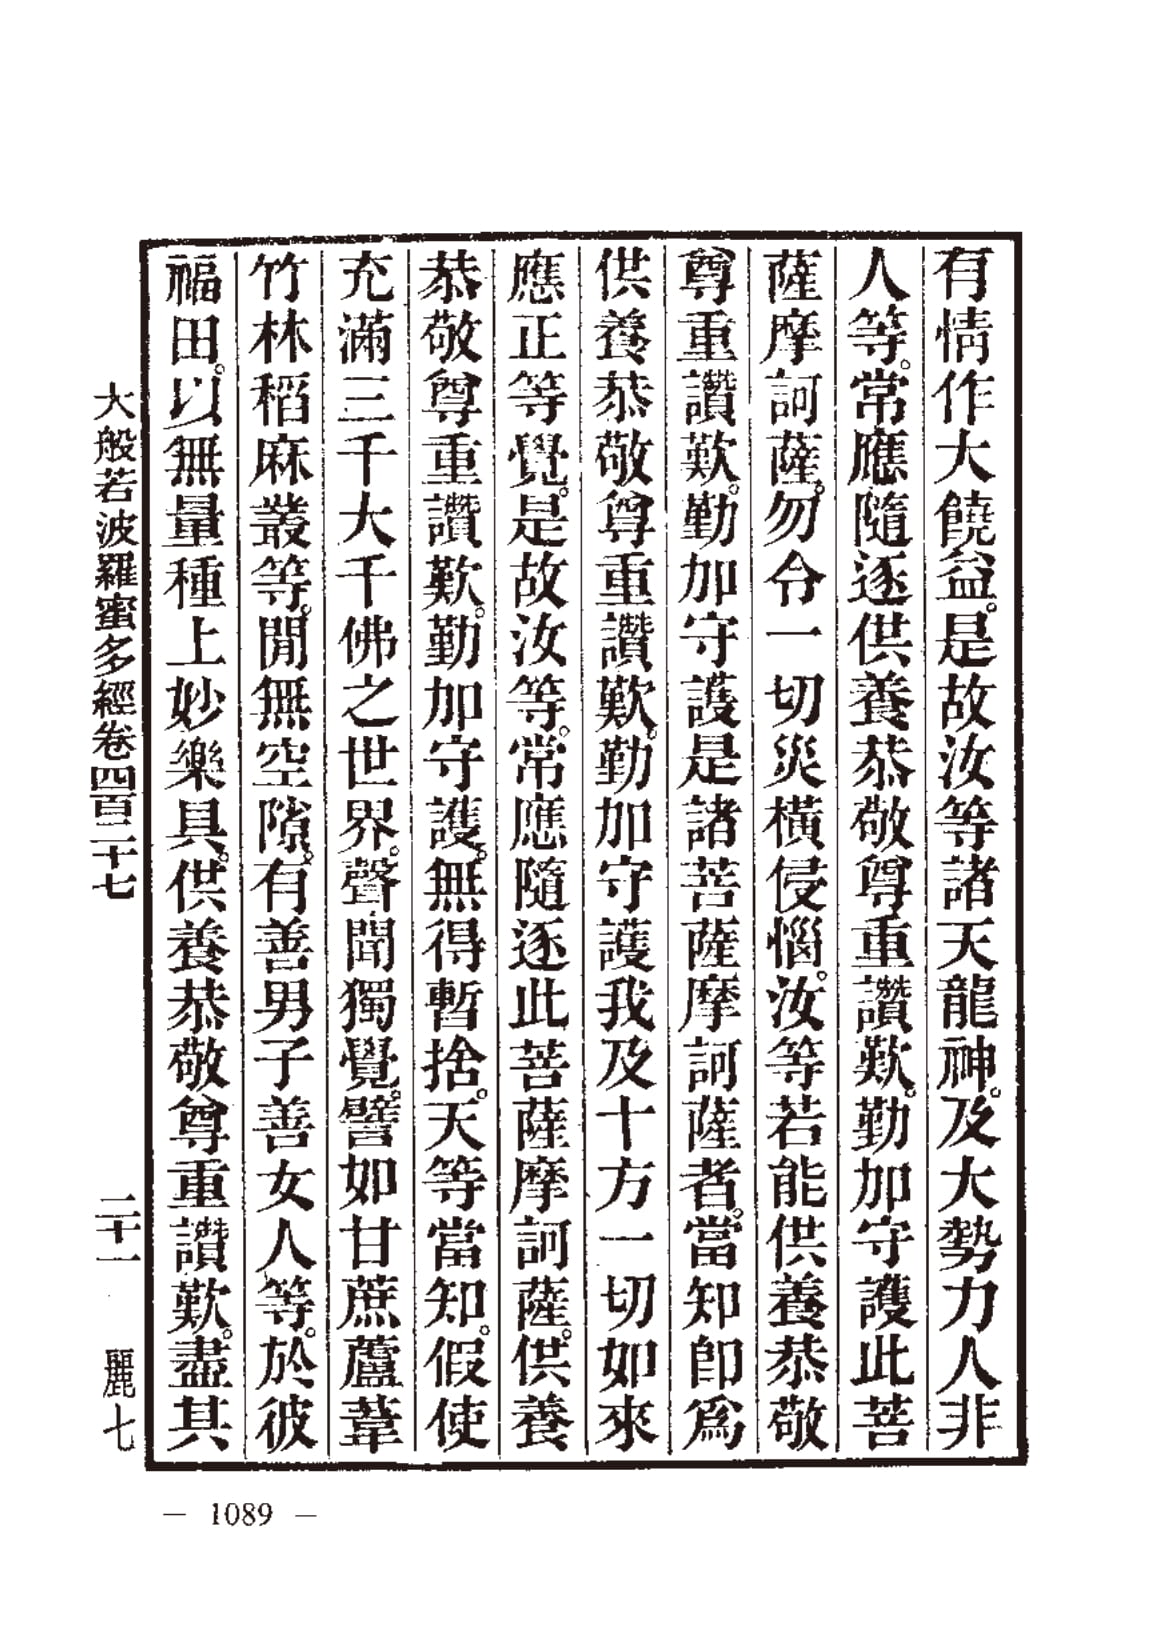 有情作大饒益。是故汝等諸天龍神。及大勢力人非
人等。常應隨逐供養恭敬尊重讚歎。勤加守護此菩
薩摩訶薩。勿令一切災橫侵惱。汝等若能供養恭敬
尊重讚歎。勤加守護是諸菩薩摩訶薩者。當知卽爲
供養恭敬尊重讚歎。勤加守護我及十方一切如來
應正等覺。是故汝等。常應隨逐此菩薩摩訶薩。供養
恭敬尊重讚歎。勤加守護。無得暫捨。天等當知。假使
充滿三千大千佛之世界。聲聞獨覺。譬如甘蔗蘆葦
竹林稻麻叢等。閒無空隙。有善男子善女人等。於彼
福田。以無量種上妙樂具。供養恭敬尊重讚歎。盡其
大般若波羅蜜多經卷四百二十七
二十一
麗七
— 1089 —